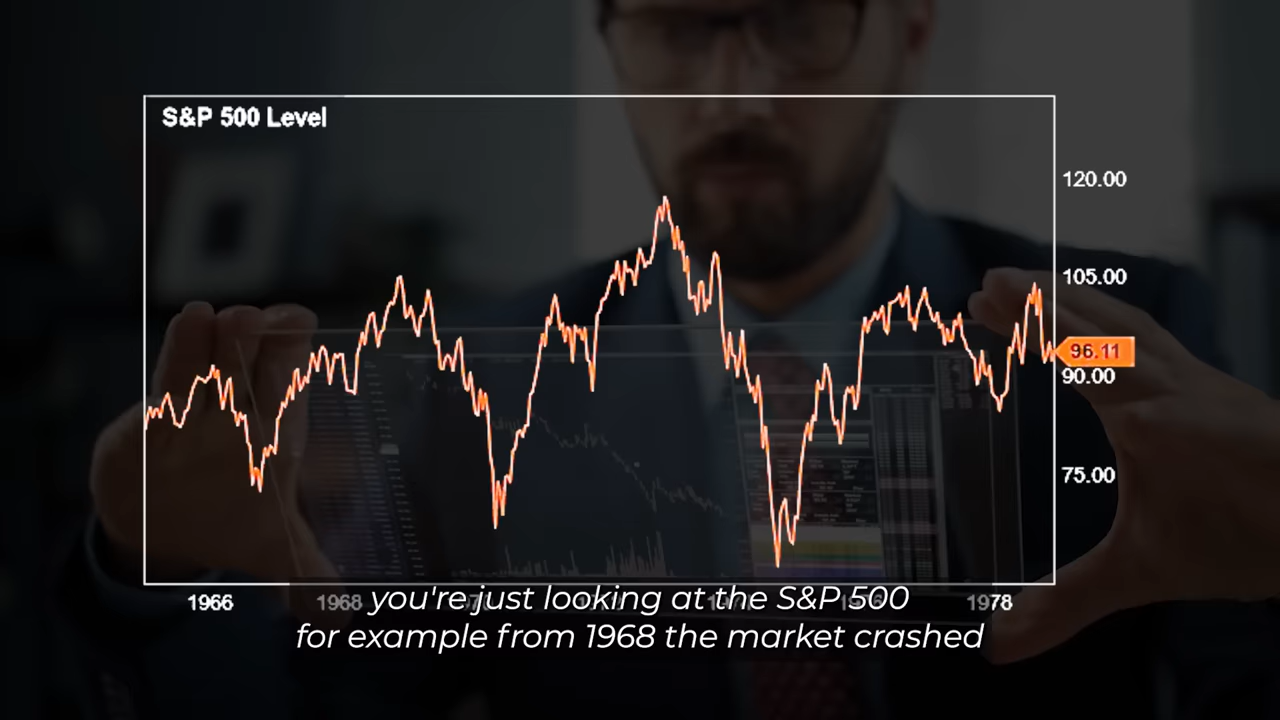 S&P 500 Level
120.00
105.00
96.11
90.00
75.00
1966
1968
1978
you're just looking at the S&P 500
for example from 1968 the market crashed